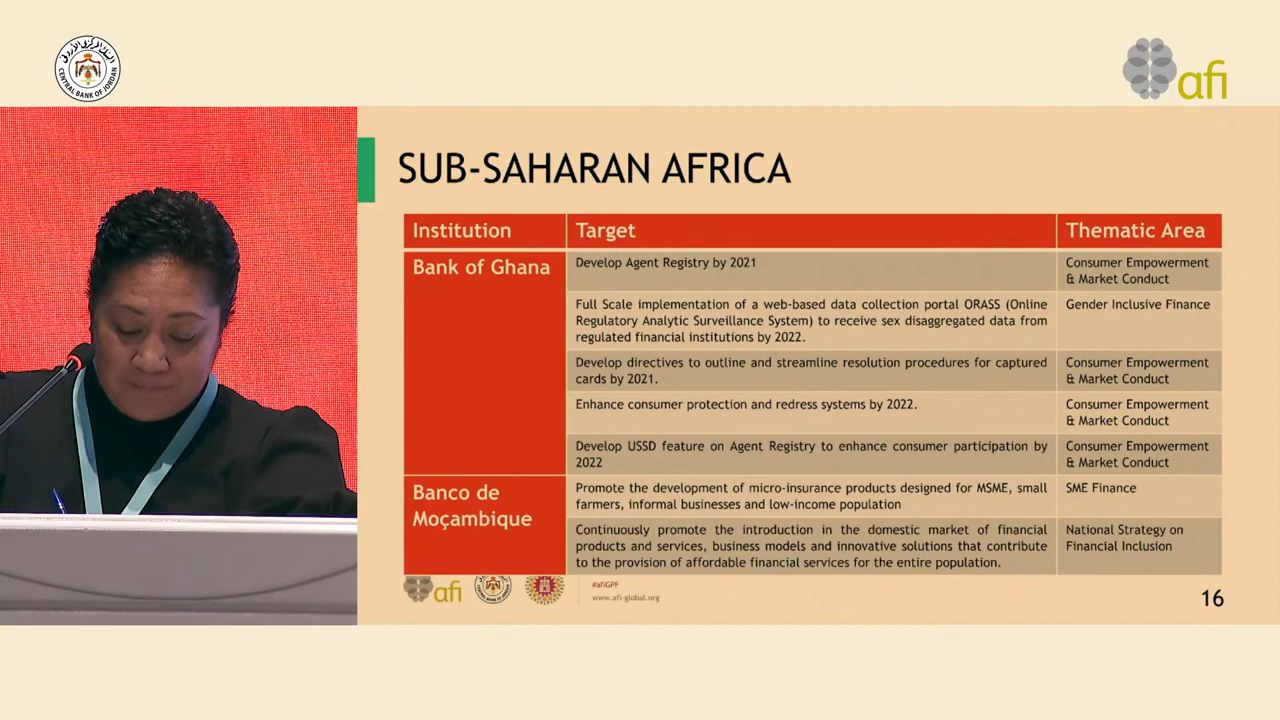 CENTRAL BANK OF JORDAN
afi
SUB-SAHARAN AFRICA
Institution
Target
Thematic Area
Bank of Ghana
Develop Agent Registry by 2021
Consumer Empowerment
& Market Conduct
Full Scale implementation of a web-based data collection portal ORASS (Online
Regulatory Analytic Surveillance System) to receive sex disaggregated data from
regulated financial institutions by 2022.
Gender Inclusive Finance
Develop directives to outline and streamline resolution procedures for captured
cards by 2021.
Consumer Empowerment
& Market Conduct
Enhance consumer protection and redress systems by 2022.
Consumer Empowerment
& Market Conduct
Develop USSD feature on Agent Registry to enhance consumer participation by
2022
Consumer Empowerment
& Market Conduct
Banco de
Moçambique
Promote the development of micro-insurance products designed for MSME, small
farmers, informal businesses and low-income population
SME Finance
Continuously promote the introduction in the domestic market of financial
products and services, business models and innovative solutions that contribute
to the provision of affordable financial services for the entire population.
National Strategy on
Financial Inclusion
afi
#afiGPF
www.afi-global.org
16